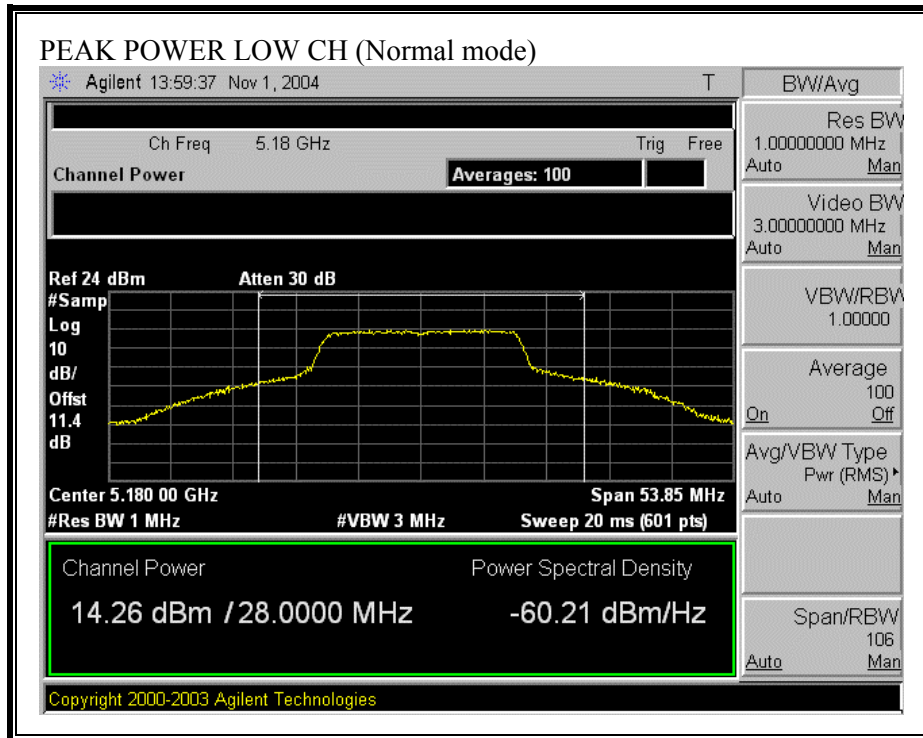 PEAK POWER LOW CH (Normal mode)
Agilent 13:59:37 Nov 1, 2004 T
BW/Avg
Ch Freq 5.18 GHz Trig Free
Channel Power Averages: 100
Res BW
1.00000000 MHz
Auto Man
Video BW
3.00000000 MHz
Auto Man
VBW/RBW
1.00000
Average
100
On Off
Avg/VBW Type
Pwr (RMS)
Auto Man
Span/RBW
106
Auto Man
Ref 24 dBm Atten 30 dB
#Samp
Log
10
dB/
Offst
11.4
dB
Center 5.180 00 GHz Span 53.85 MHz
#Res BW 1 MHz #VBW 3 MHz Sweep 20 ms (601 pts)
Channel Power Power Spectral Density
14.26 dBm / 28.0000 MHz -60.21 dBm/Hz
Copyright 2000-2003 Agilent Technologies